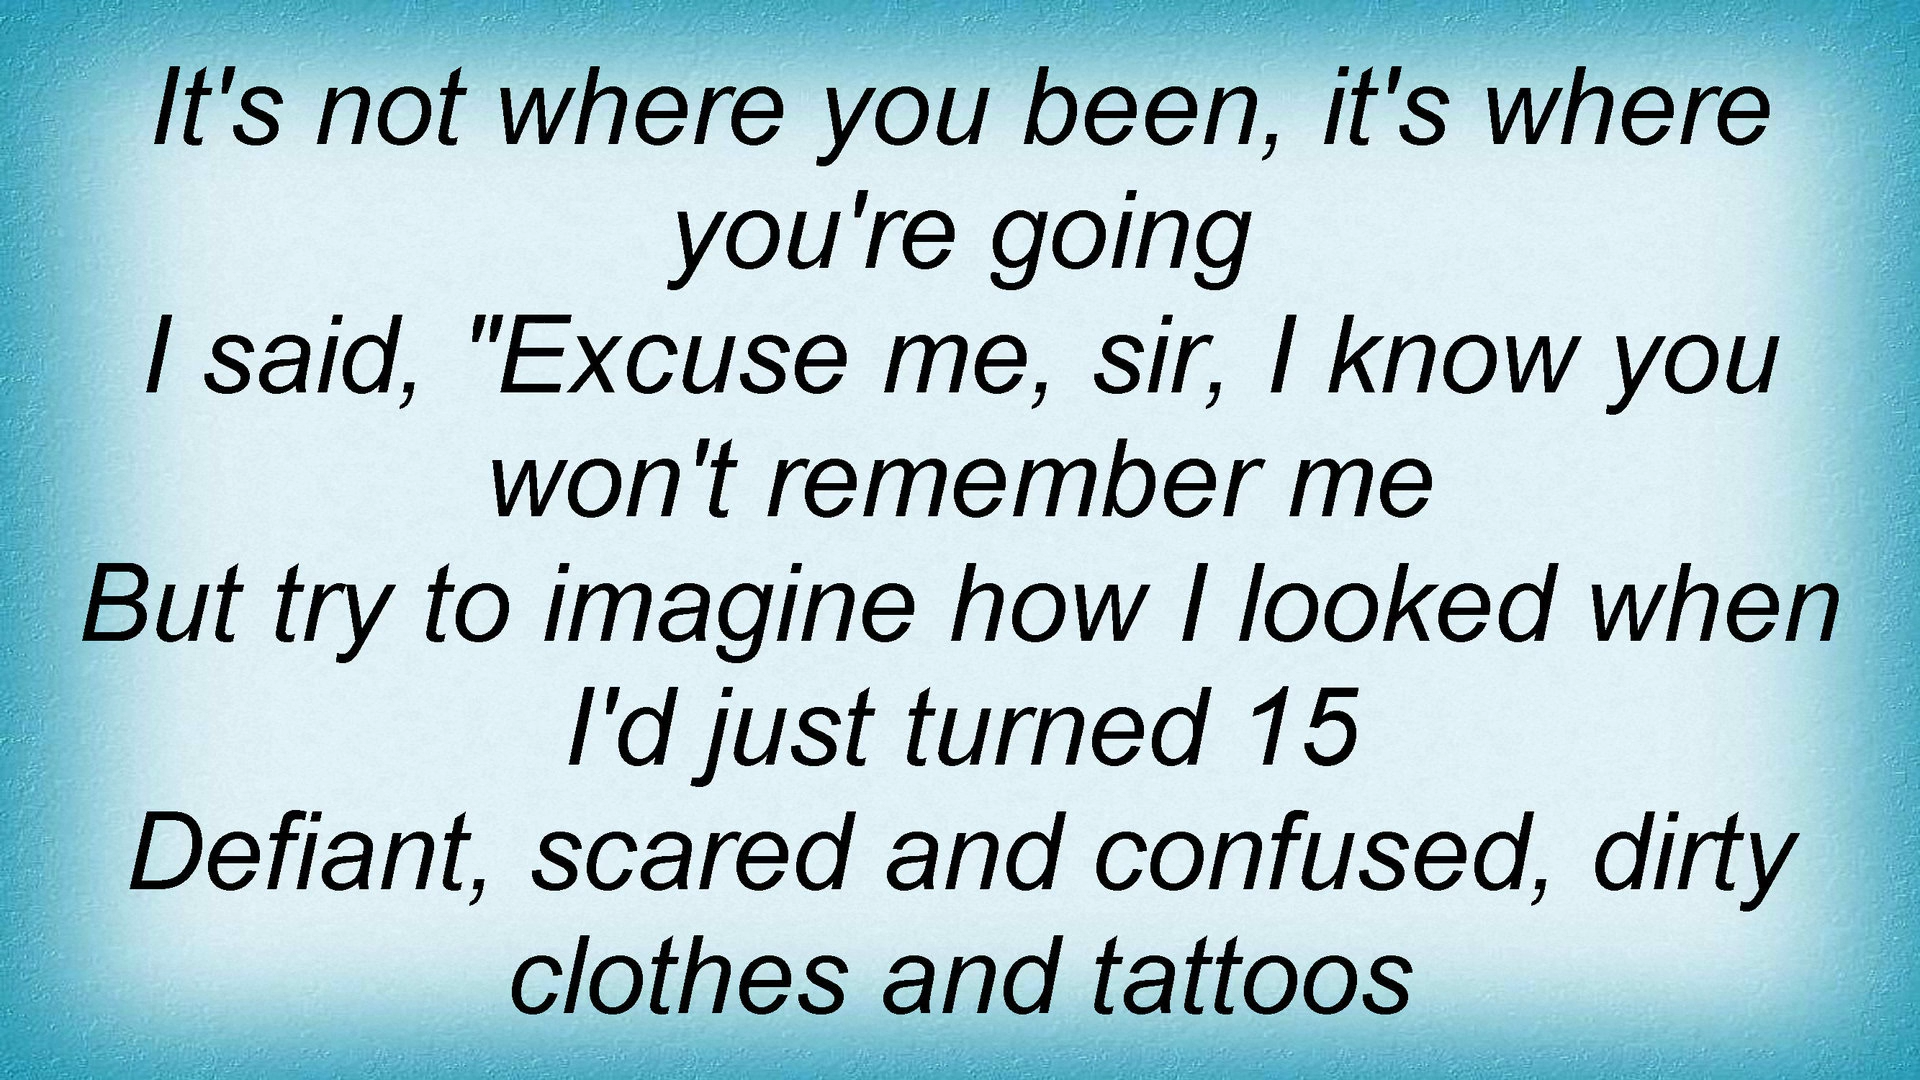 It's not where you been, it's where
you're going
I said, "Excuse me, sir, I know you
won't remember me
But try to imagine how I looked when
I'd just turned 15
Defiant, scared and confused, dirty
clothes and tattoos